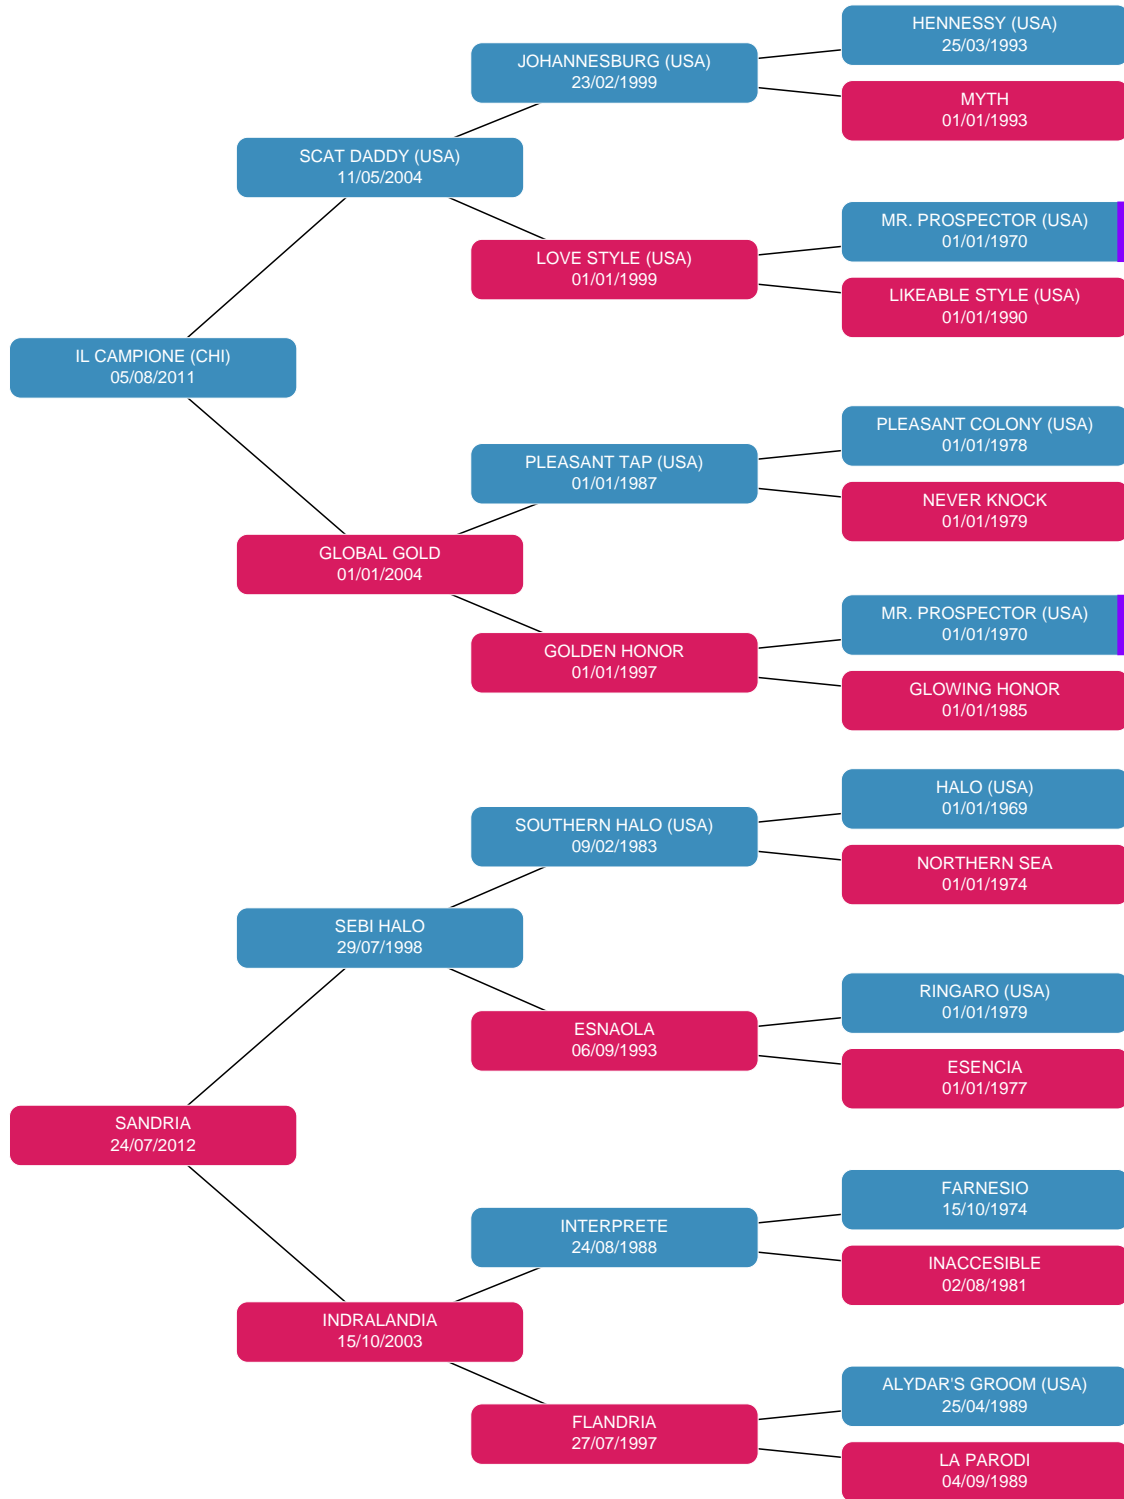 HENNESSY (USA)
25/03/1993
JOHANNESBURG (USA)
23/02/1999
MYTH
01/01/1993
SCAT DADDY (USA)
11/05/2004
MR. PROSPECTOR (USA)
01/01/1970
LOVE STYLE (USA)
01/01/1999
LIKEABLE STYLE (USA)
01/01/1990
IL CAMPIONE (CHI)
05/08/2011
PLEASANT COLONY (USA)
01/01/1978
PLEASANT TAP (USA)
01/01/1987
NEVER KNOCK
01/01/1979
GLOBAL GOLD
01/01/2004
MR. PROSPECTOR (USA)
01/01/1970
GOLDEN HONOR
01/01/1997
GLOWING HONOR
01/01/1985
HALO (USA)
01/01/1969
SOUTHERN HALO (USA)
09/02/1983
NORTHERN SEA
01/01/1974
SEBI HALO
29/07/1998
RINGARO (USA)
01/01/1979
ESNAOLA
06/09/1993
ESENCIA
01/01/1977
SANDRIA
24/07/2012
FARNESIO
15/10/1974
INTERPRETE
24/08/1988
INACCESIBLE
02/08/1981
INDRALANDIA
15/10/2003
ALYDAR'S GROOM (USA)
25/04/1989
FLANDRIA
27/07/1997
LA PARODI
04/09/1989